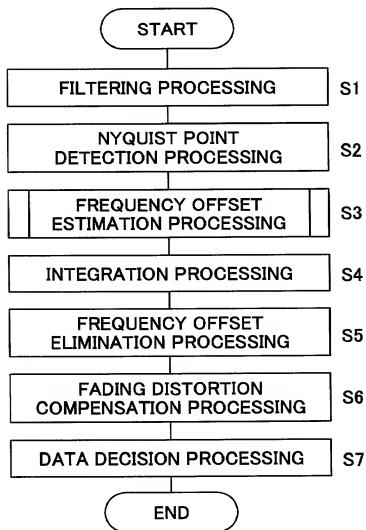 START
FILTERING PROCESSING S1
NYQUIST POINT
DETECTION PROCESSING S2
FREQUENCY OFFSET
ESTIMATION PROCESSING S3
INTEGRATION PROCESSING S4
FREQUENCY OFFSET
ELIMINATION PROCESSING S5
FADING DISTORTION
COMPENSATION PROCESSING S6
DATA DECISION PROCESSING S7
END